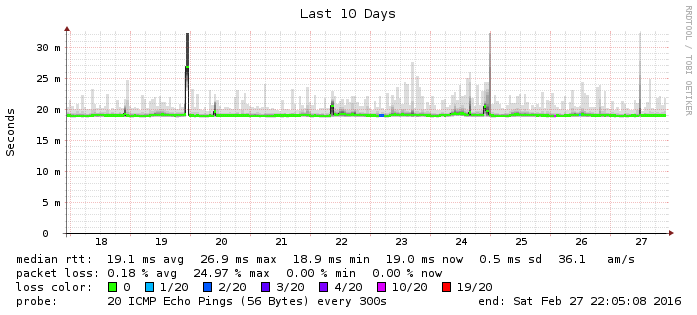 Last 10 Days
RRDTOOL / TOBI OETIKER
Seconds
30 m
25 m
20 m
15 m
10 m
5 m
0
18 19 20 21 22 23 24 25 26 27
median rtt: 19.1 ms avg 26.9 ms max 18.9 ms min 19.0 ms now 0.5 ms sd 36.1 am/s
packet loss: 0.18 % avg 24.97 % max 0.00 % min 0.00 % now
loss color: 0 1/20 2/20 3/20 4/20 10/20 19/20
probe: 20 ICMP Echo Pings (56 Bytes) every 300s end: Sat Feb 27 22:05:08 2016